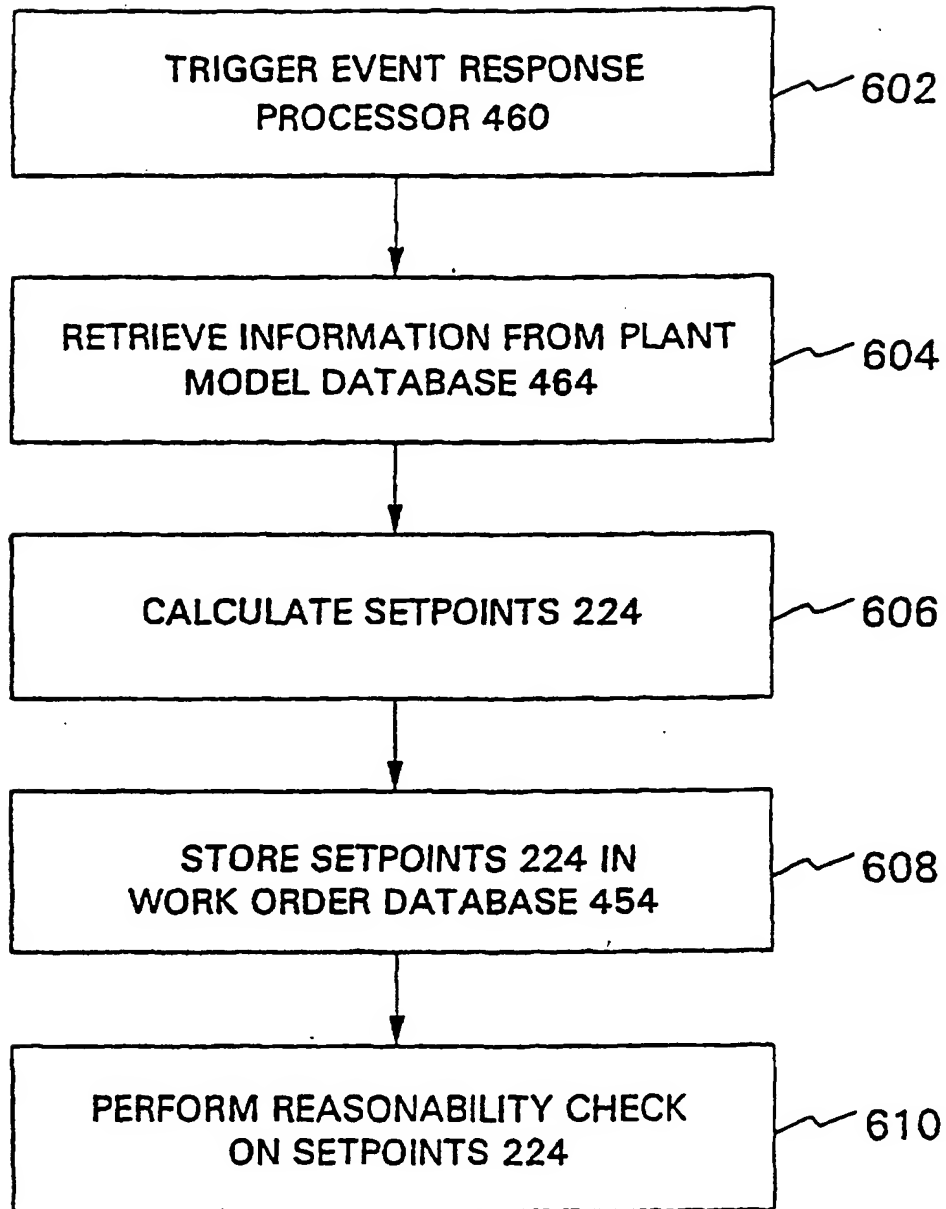 TRIGGER EVENT RESPONSE
PROCESSOR 460
602
RETRIEVE INFORMATION FROM PLANT
MODEL DATABASE 464
604
CALCULATE SETPOINTS 224
606
STORE SETPOINTS 224 IN
WORK ORDER DATABASE 454
608
PERFORM REASONABILITY CHECK
ON SETPOINTS 224
610